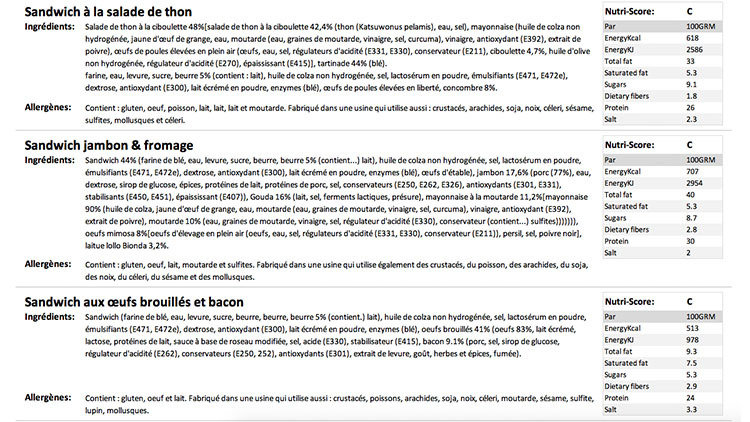 Sandwich à la salade de thon
Ingrédients: Salade de thon à la ciboulette 48%[salade de thon à la ciboulette 42,4% (thon (Katsuwonus pelamis), eau, sel), mayonnaise (huile de colza non
hydrogénée, jaune d'œuf de grange, eau, moutarde (eau, graines de moutarde, vinaigre, sel, curcuma), vinaigre, antioxydant (E392), extrait de
poivre), œufs de poules élevées en plein air (œufs, eau, sel, régulateurs d'acidité (E331, E330), conservateur (E211), ciboulette 4,7%, huile d'olive
non hydrogénée, régulateur d'acidité (E270), épaississant (E415)], tartinade 44% (blé).
farine, eau, levure, sucre, beurre 5% (contient : lait), huile de colza non hydrogénée, sel, lactosérum en poudre, émulsifiants (E471, E472e),
dextrose, antioxydant (E300), lait écrémé en poudre, enzymes (blé), œufs de poules élevées en liberté, concombre 8%.
Allergènes: Contient : gluten, oeuf, poisson, lait, lait, lait et moutarde. Fabriqué dans une usine qui utilise aussi : crustacés, arachides, soja, noix, céleri, sésame,
sulfites, mollusques et céleri.
Nutri-Score: C
Par 100GRM
EnergyKcal 618
EnergyKJ 2586
Total fat 33
Saturated fat 5.3
Sugars 9.1
Dietary fibers 1.8
Protein 26
Salt 2.3
Sandwich jambon & fromage
Ingrédients: Sandwich 44% (farine de blé, eau, levure, sucre, beurre, beurre 5% (content...) lait), huile de colza non hydrogénée, sel, lactosérum en poudre,
émulsifiants (E471, E472e), dextrose, antioxydant (E300), lait écrémé en poudre, enzymes (blé), œufs d'étable), jambon 17,6% (porc (77%), eau,
dextrose, sirop de glucose, épices, protéines de lait, protéines de porc, sel, conservateurs (E250, E262, E326), antioxydants (E301, E331),
stabilisants (E450, E451), épaississant (E407)), Gouda 16% (lait, sel, ferments lactiques, présure), mayonnaise à la moutarde 11,2%[mayonnaise
90% (huile de colza, jaune d'œuf de grange, eau, moutarde (eau, graines de moutarde, vinaigre, sel, curcuma), vinaigre, antioxydant (E392),
extrait de poivre), moutarde 10% (eau, graines de moutarde, vinaigre, sel, régulateur d'acidité (E330), conservateur (contient...) sulfites)))))),
oeufs mimosa 8%[oeufs d'élevage en plein air (oeufs, eau, sel, régulateurs d'acidité (E331, E330), conservateur (E211)], persil, sel, poivre noir],
laitue lollo Bionda 3,2%.
Allergènes: Contient : gluten, oeuf, lait, moutarde et sulfites. Fabriqué dans une usine qui utilise également des crustacés, du poisson, des arachides, du soja,
des noix, du céleri, du sésame et des mollusques.
Nutri-Score: C
Par 100GRM
EnergyKcal 707
EnergyKJ 2954
Total fat 40
Saturated fat 5.3
Sugars 8.7
Dietary fibers 2.8
Protein 30
Salt 2
Sandwich aux œufs brouillés et bacon
Ingrédients: Sandwich (farine de blé, eau, levure, sucre, beurre, beurre, beurre 5% (content.) lait), huile de colza non hydrogénée, sel, lactosérum en poudre,
émulsifiants (E471, E472e), dextrose, antioxydant (E300), lait écrémé en poudre, enzymes (blé), oeufs brouillés 41% (oeufs 83%, lait écrémé,
lactose, protéines de lait, sauce à base de roseau modifiée, sel, acide (E330), stabilisateur (E415), bacon 9.1% (porc, sel, sirop de glucose,
régulateur d'acidité (E262), conservateurs (E250, 252), antioxydants (E301), extrait de levure, goût, herbes et épices, fumée).
Allergènes: Contient : gluten, oeuf et lait. Fabriqué dans une usine qui utilise aussi : crustacés, poissons, arachides, soja, noix, céleri, moutarde, sésame, sulfite,
lupin, mollusques.
Nutri-Score: C
Par 100GRM
EnergyKcal 513
EnergyKJ 978
Total fat 9.3
Saturated fat 7.5
Sugars 5.3
Dietary fibers 2.9
Protein 24
Salt 3.3